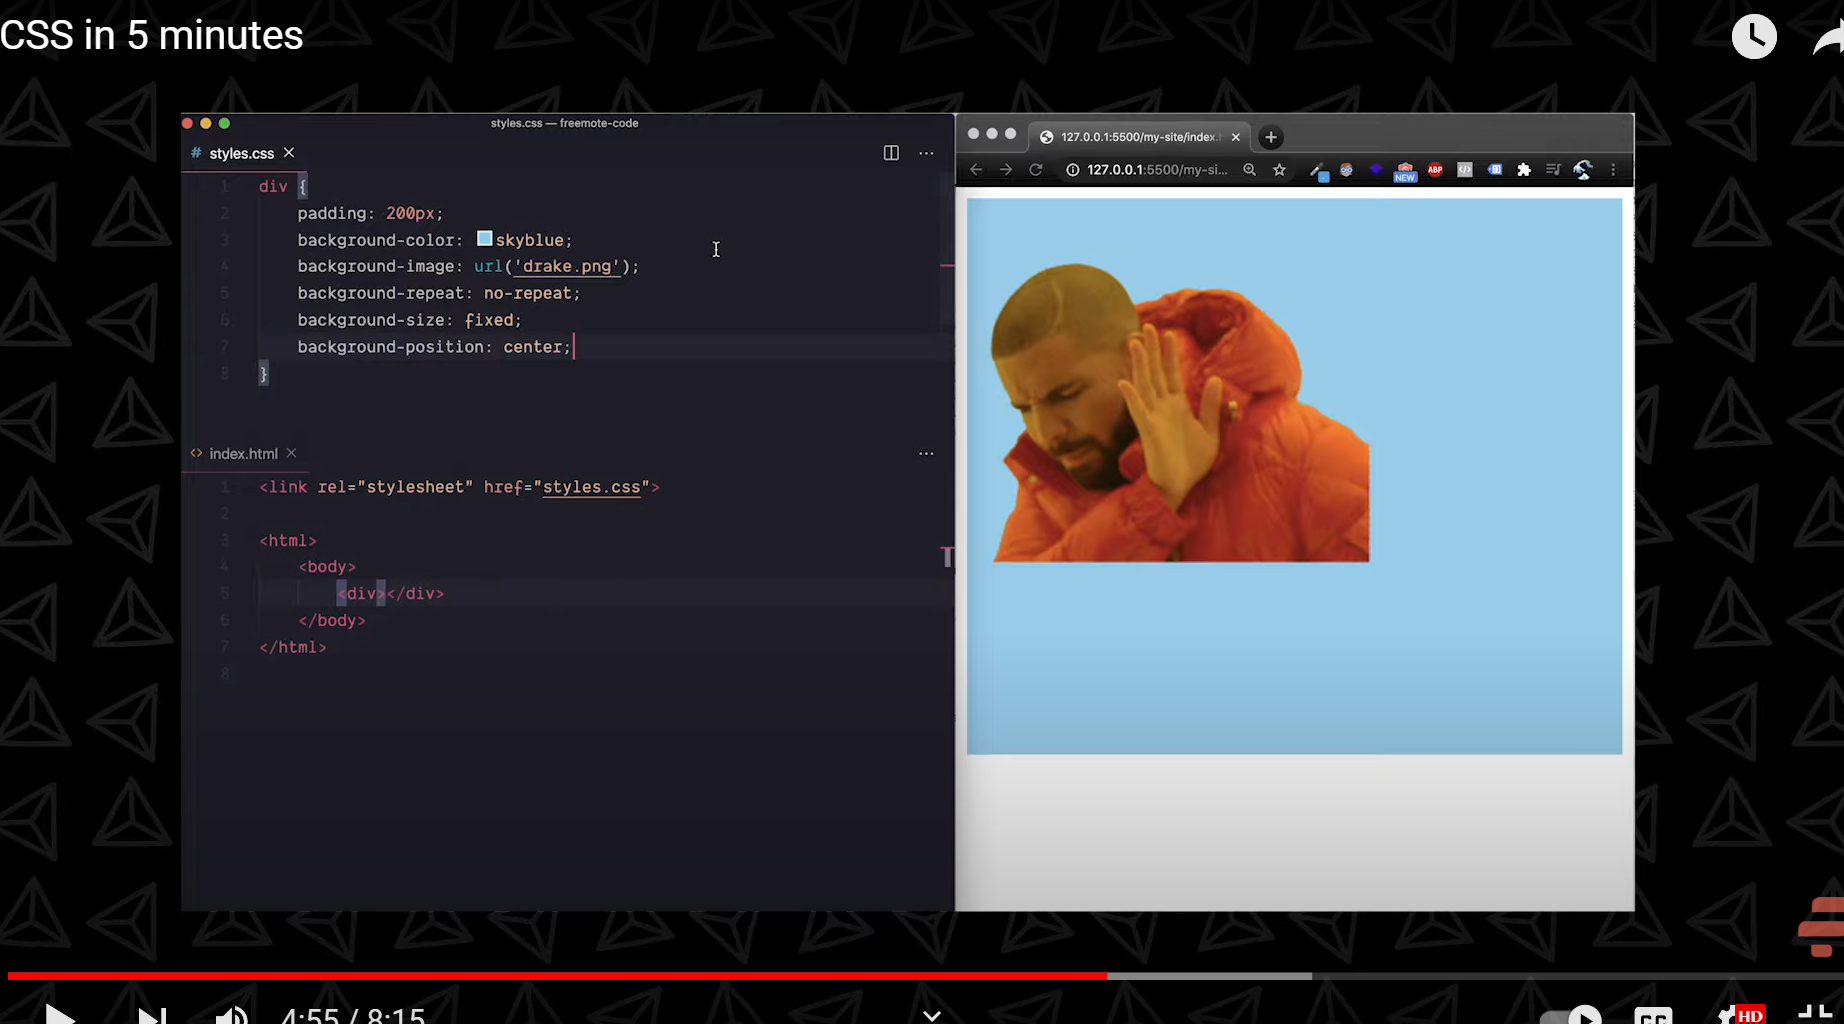 CSS in 5 minutes
styles.css — freemote-code
# styles.css
1 div {
2 padding: 200px;
3 background-color: skyblue;
4 background-image: url('drake.png');
5 background-repeat: no-repeat;
6 background-size: fixed;
7 background-position: center;
8 }
<> index.html
1 <link rel="stylesheet" href="styles.css">
2
3 <html>
4 <body>
5 <div></div>
6 </body>
7 </html>
8
127.0.0.1:5500/my-site/index.
127.0.0.1:5500/my-si...
NEW
ABP
4:55 / 8:15
CC
HD